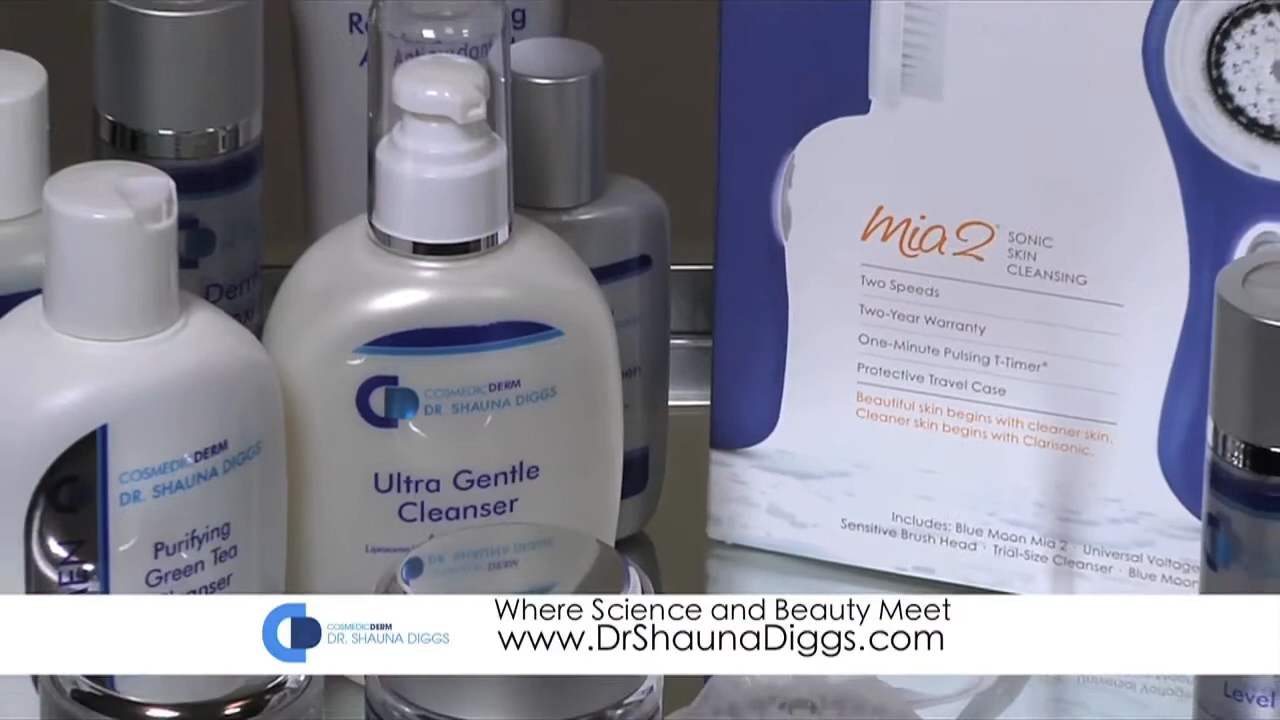 Antioxidant
mia2 SONIC
SKIN
CLEANSING
Two Speeds
Two-Year Warranty
One-Minute Pulsing T-Timer®
Protective Travel Case
Beautiful skin begins with cleaner skin.
Cleaner skin begins with Clarisonic.
Includes: Blue Moon Mia 2 · Universal Voltage
Sensitive Brush Head · Trial-Size Cleanser · Blue Moon
COSMEDICDERM
DR. SHAUNA DIGGS
Ultra Gentle
Cleanser
COSMEDICDERM
DR. SHAUNA DIGGS
Purifying
Green Tea
Cleanser
Level
COSMEDICDERM
DR. SHAUNA DIGGS
Where Science and Beauty Meet
www.DrShaunaDiggs.com